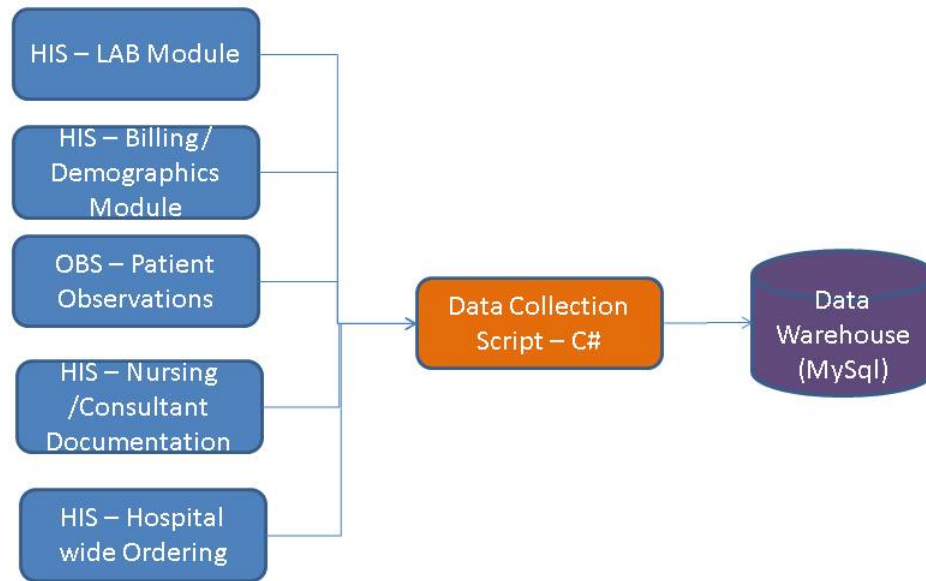 HIS – LAB Module
HIS – Billing/
Demographics
Module
OBS – Patient
Observations
HIS – Nursing
/Consultant
Documentation
HIS – Hospital
wide Ordering
Data Collection
Script – C#
Data
Warehouse
(MySql)